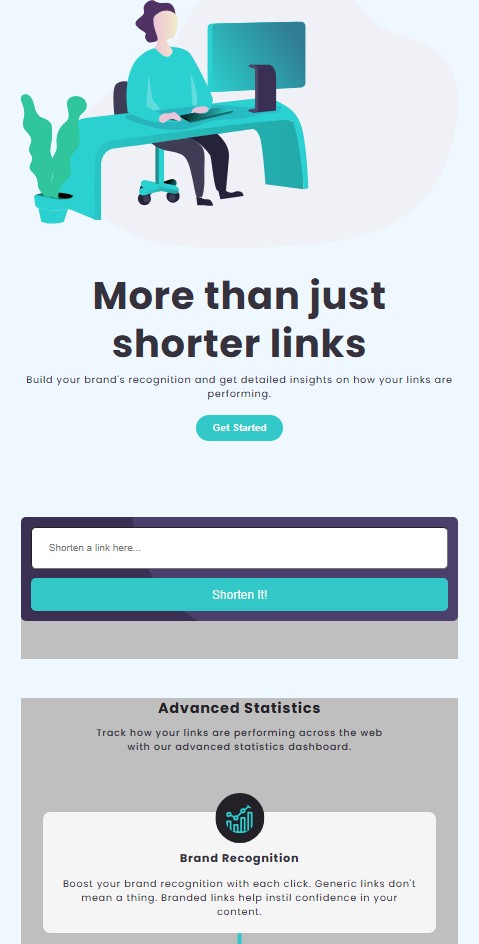 More than just
shorter links
Build your brand's recognition and get detailed insights on how your links are
performing.
Get Started
Shorten a link here...
Shorten It!
Advanced Statistics
Track how your links are performing across the web
with our advanced statistics dashboard.
Brand Recognition
Boost your brand recognition with each click. Generic links don't
mean a thing. Branded links help instil confidence in your
content.